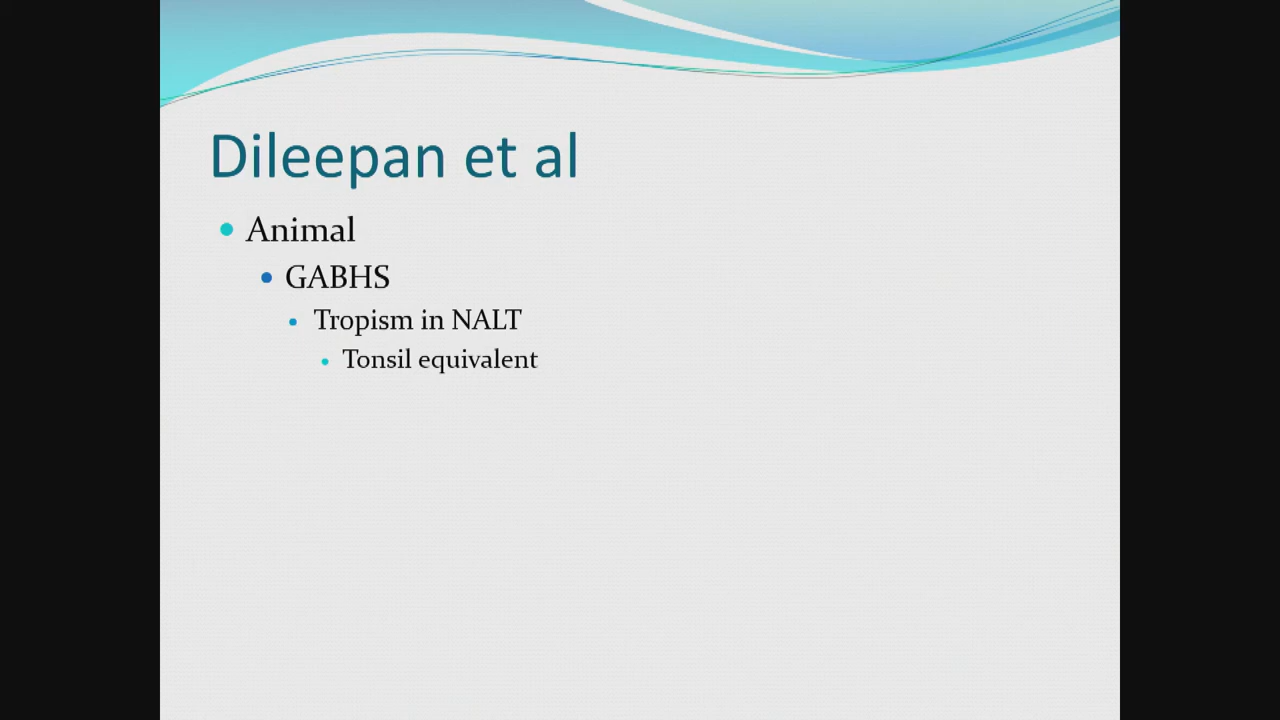 Dileepan et al
Animal
GABHS
Tropism in NALT
Tonsil equivalent